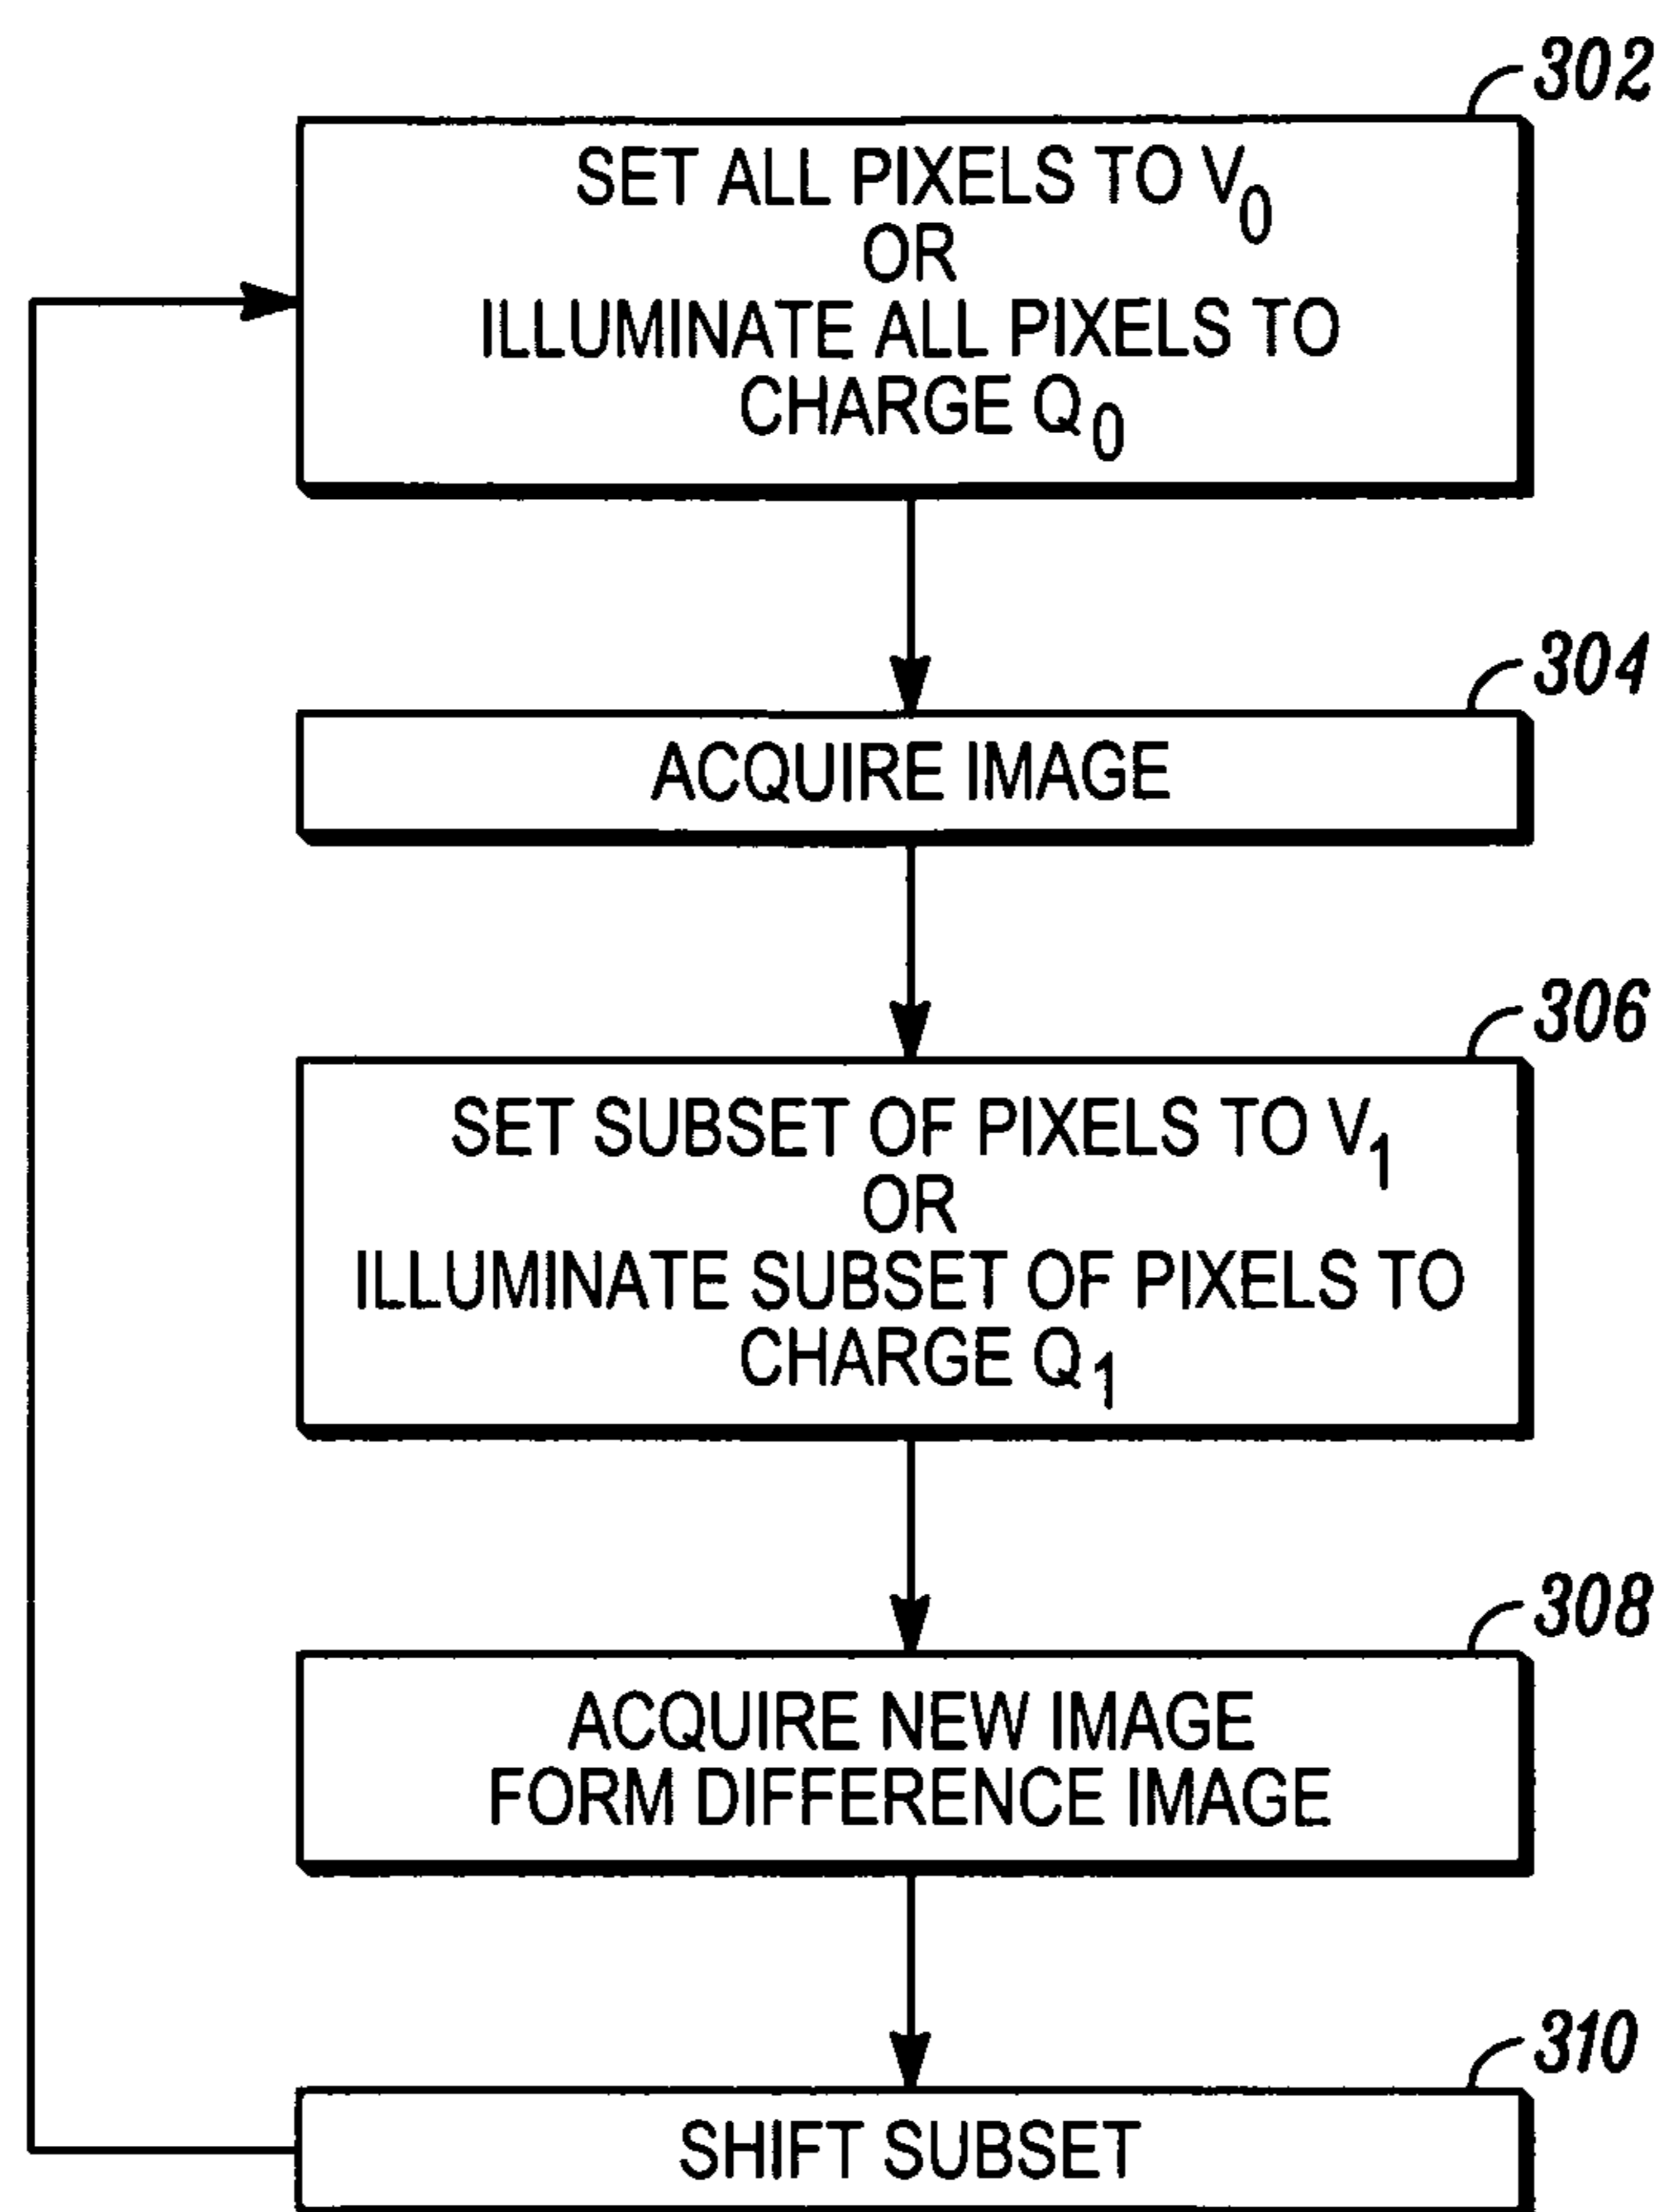 302
SET ALL PIXELS TO V0
OR
ILLUMINATE ALL PIXELS TO
CHARGE Q0
304
ACQUIRE IMAGE
306
SET SUBSET OF PIXELS TO V1
OR
ILLUMINATE SUBSET OF PIXELS TO
CHARGE Q1
308
ACQUIRE NEW IMAGE
FORM DIFFERENCE IMAGE
310
SHIFT SUBSET